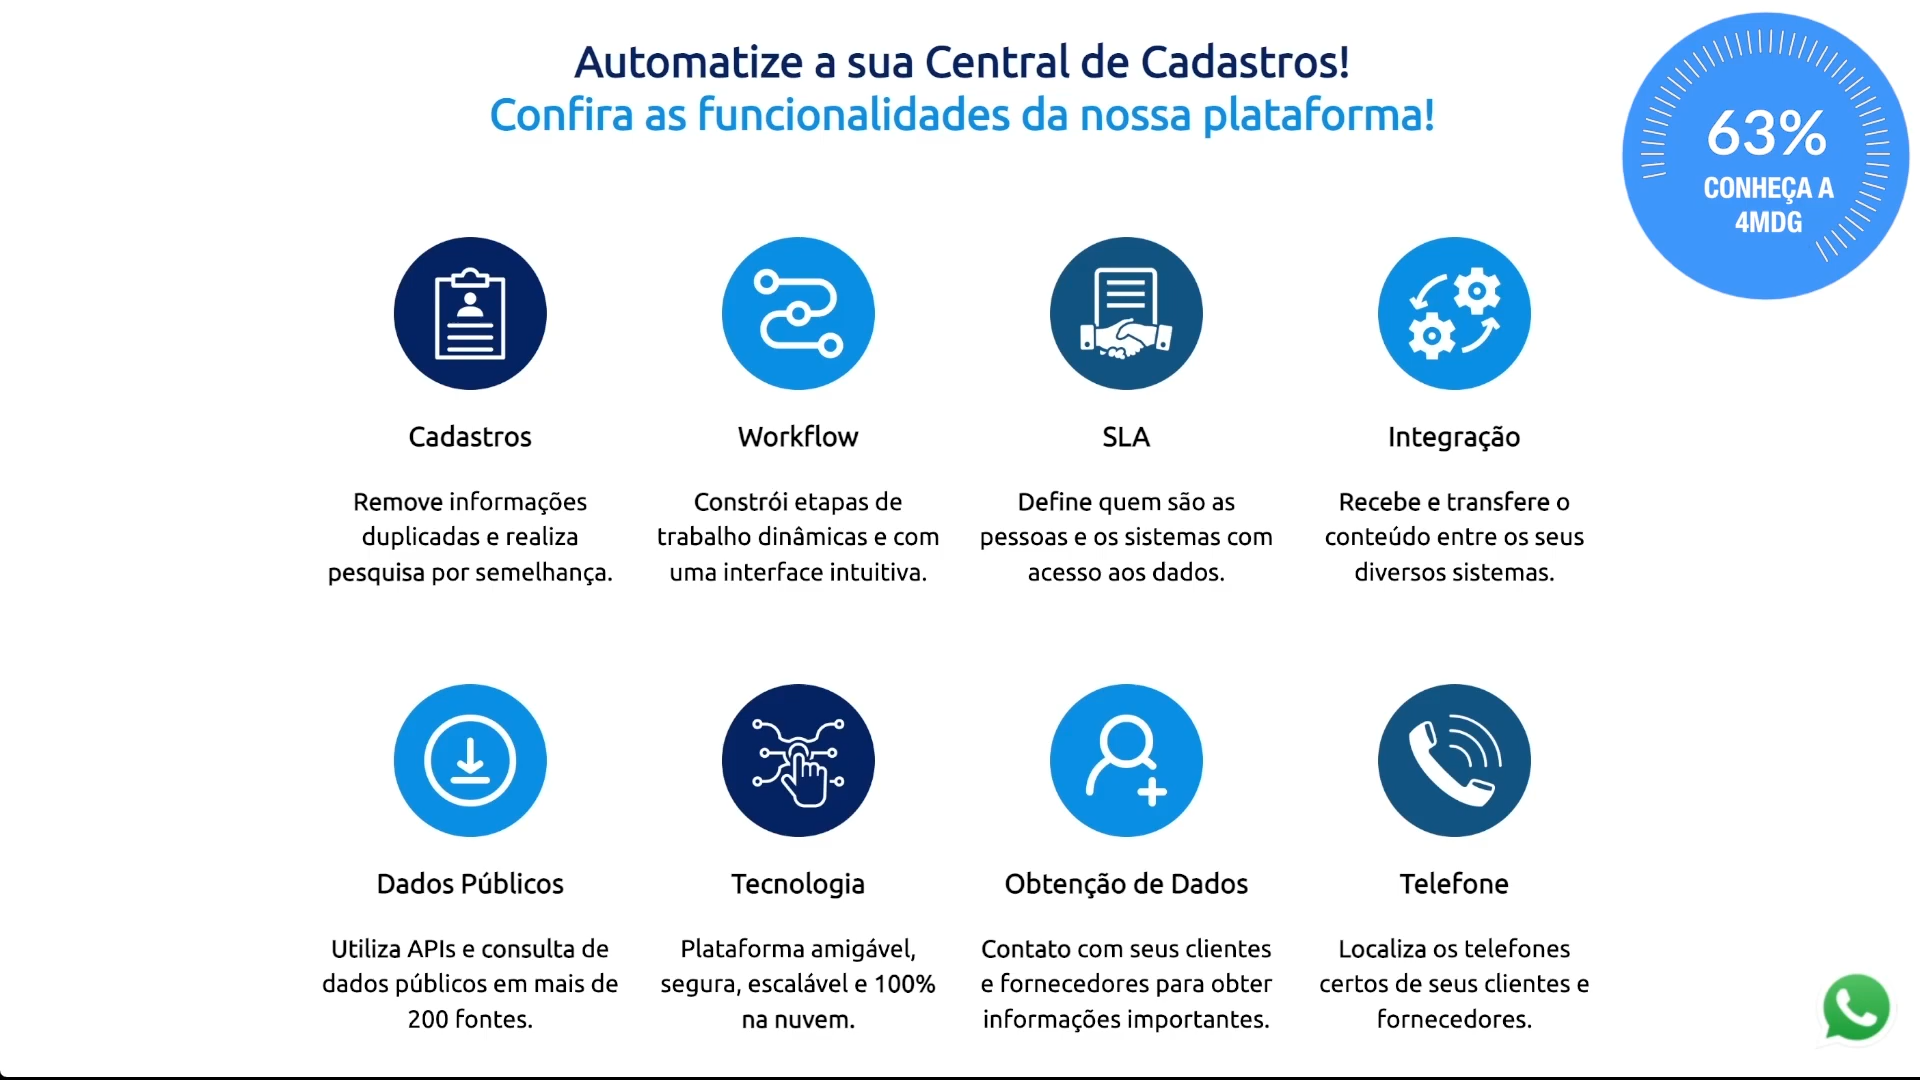 Automatize a sua Central de Cadastros!
Confira as funcionalidades da nossa plataforma!
63%
CONHEÇA A
4MDG
Cadastros
Remove informações
duplicadas e realiza
pesquisa por semelhança.
Workflow
Constrói etapas de
trabalho dinâmicas e com
uma interface intuitiva.
SLA
Define quem são as
pessoas e os sistemas com
acesso aos dados.
Integração
Recebe e transfere o
conteúdo entre os seus
diversos sistemas.
Dados Públicos
Utiliza APIs e consulta de
dados públicos em mais de
200 fontes.
Tecnologia
Plataforma amigável,
segura, escalável e 100%
na nuvem.
Obtenção de Dados
Contato com seus clientes
e fornecedores para obter
informações importantes.
Telefone
Localiza os telefones
certos de seus clientes e
fornecedores.